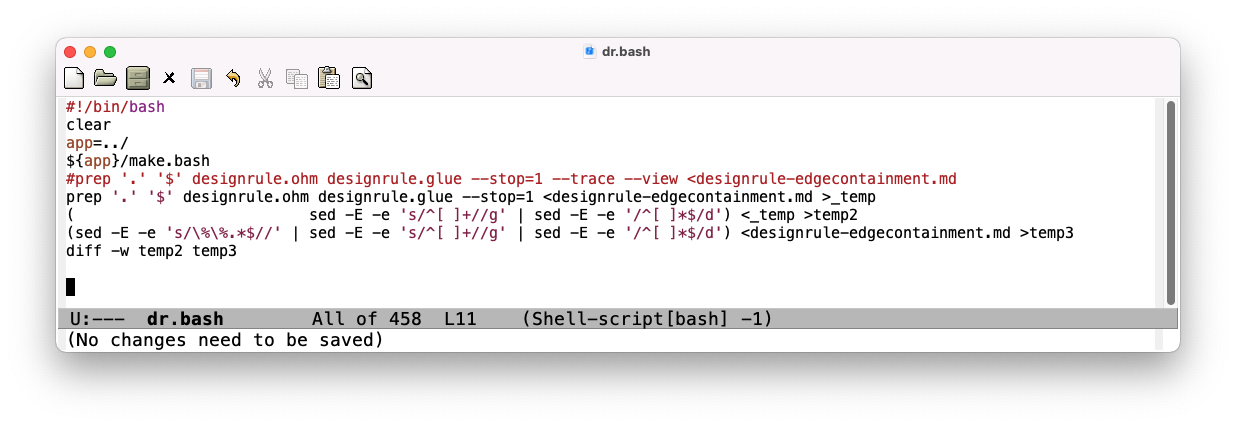 dr.bash
#!/bin/bash
clear
app=../
${app}/make.bash
#prep '.' '$' designrule.ohm designrule.glue --stop=1 --trace --view <designrule-edgecontainment.md
prep '.' '$' designrule.ohm designrule.glue --stop=1 <designrule-edgecontainment.md >_temp
(                          sed -E -e 's/^[ ]+//g' | sed -E -e '/^[ ]*$/d') <_temp >temp2
(sed -E -e 's/\%\%.*$//' | sed -E -e 's/^[ ]+//g' | sed -E -e '/^[ ]*$/d') <designrule-edgecontainment.md >temp3
diff -w temp2 temp3
U:--- dr.bash All of 458 L11 (Shell-script[bash] -1)
(No changes need to be saved)